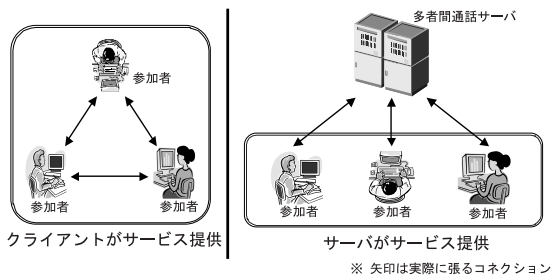 参加者
参加者
参加者
クライアントがサービス提供
多者間通話サーバ
参加者
参加者
参加者
サーバがサービス提供
※ 矢印は実際に張るコネクション